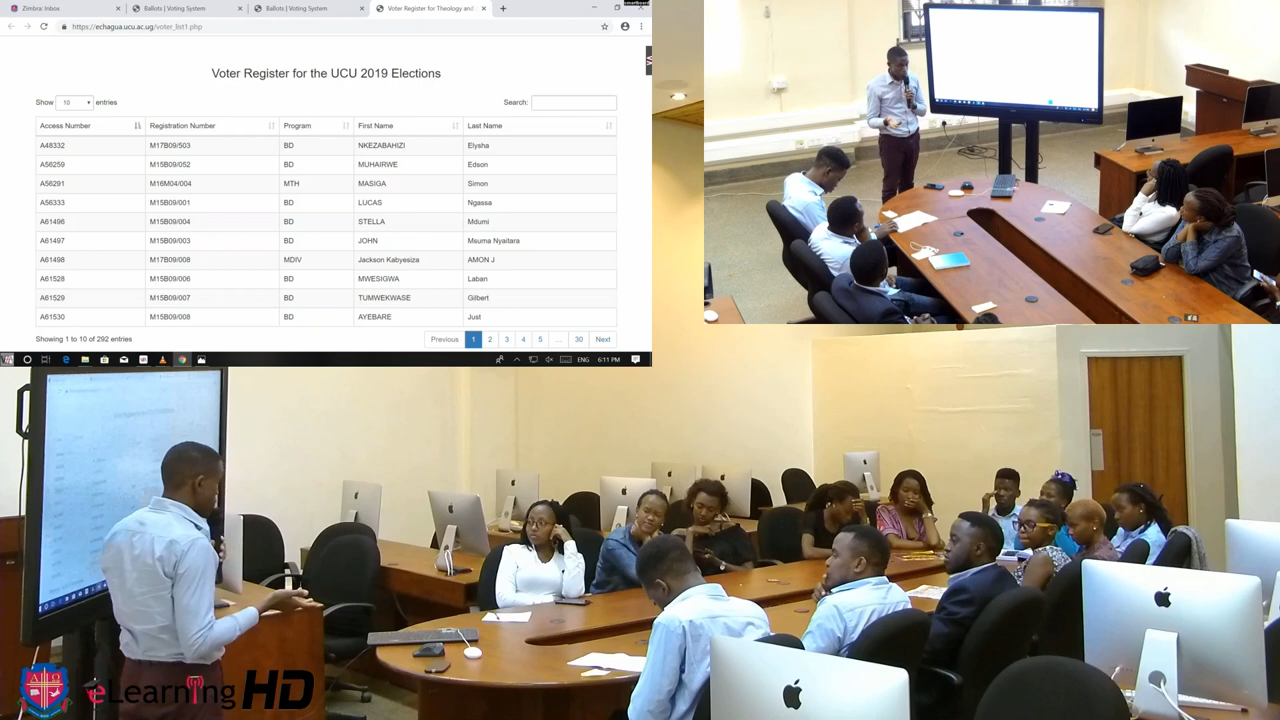 Zimbra: Inbox
Ballots | Voting System
Ballots | Voting System
Voter Register for Theology and
smartboard
https://echagua.ucu.ac.ug/voter_list1.php
Voter Register for the UCU 2019 Elections
Show 10 entries Search:
Access Number Registration Number Program First Name Last Name
A48332 M17B09/503 BD NKEZABAHIZI Elysha
A56259 M15B09/052 BD MUHAIRWE Edson
A56291 M16M04/004 MTH MASIGA Simon
A56333 M15B09/001 BD LUCAS Ngassa
A61496 M15B09/004 BD STELLA Mdumi
A61497 M15B09/003 BD JOHN Msuma Nyaitara
A61498 M17B09/008 MDIV Jackson Kabyesiza AMON J
A61528 M15B09/006 BD MWESIGWA Laban
A61529 M15B09/007 BD TUMWEKWASE Gilbert
A61530 M15B09/008 BD AYEBARE Just
Showing 1 to 10 of 292 entries Previous 1 2 3 4 5 ... 30 Next
ENG 6:11 PM
eLearning HD